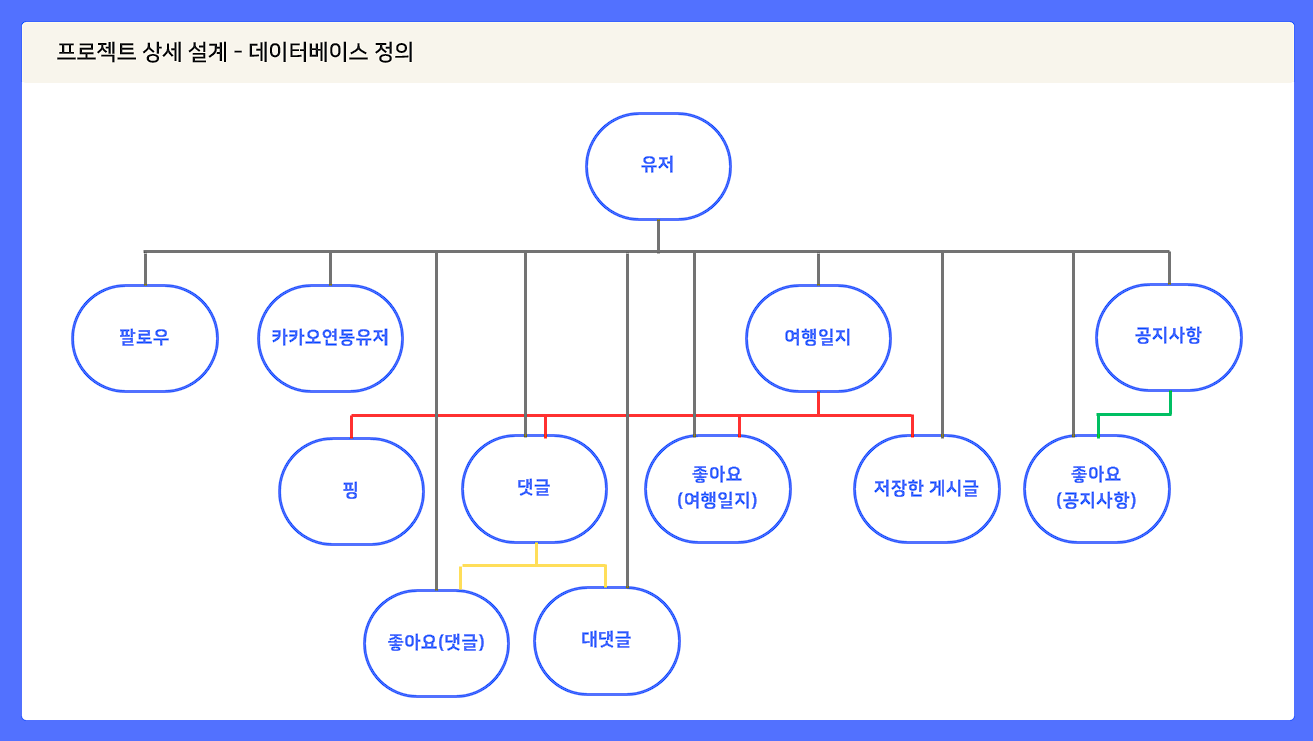 프로젝트 상세 설계 - 데이터베이스 정의
유저
팔로우
카카오연동유저
여행일지
공지사항
핑
댓글
좋아요
(여행일지)
저장한 게시글
좋아요
(공지사항)
좋아요(댓글)
대댓글